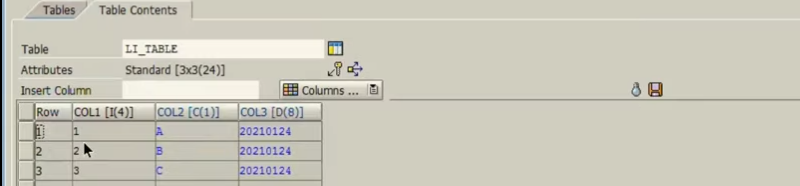 Tables Table Contents
Table LI_TABLE
Attributes Standard [3x3(24)]
Insert Column Columns ...
Row COL1 [I(4)] COL2 [C(1)] COL3 [D(8)]
1 1 A 20210124
2 2 B 20210124
3 3 C 20210124